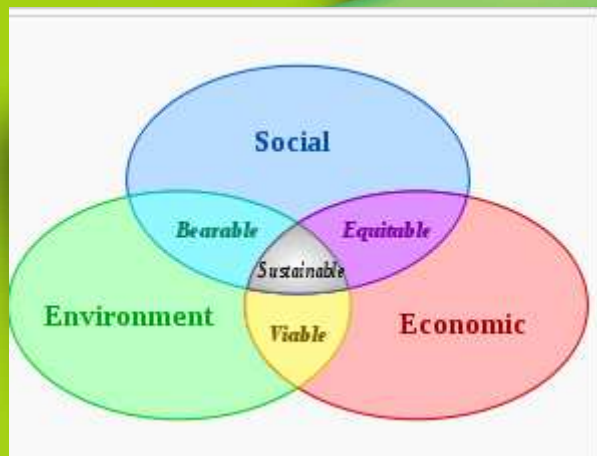 Social
Bearable
Equitable
Sustainable
Environment
Economic
Viable